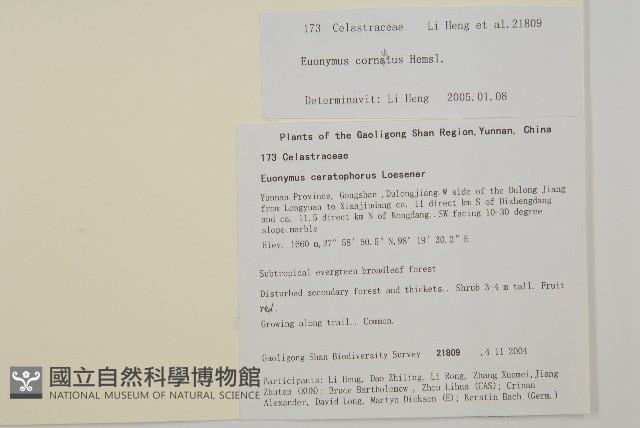 173 Celastraceae Li Heng et al. 21809
Euonymus cornutus Hemsl.
Determinavit: Li Heng 2005.01.08
Plants of the Gaoligong Shan Region, Yunnan, China
173 Celastraceae
Euonymus ceratophorus Loesener
Yunnan Province, Gongshan ,Dulongjiang.W side of the Dulong Jiang
from Longyuan to Xianjiudang ca. 11 direct km S of Dizhengdang
and ca. 11.5 direct km N of Kongdang..SW facing 10-30 degree
slope.marble
Elev. 1660 m, 27° 58′ 50.5″ N, 98° 19′ 30.2″ E
Subtropical evergreen broadleaf forest
Disturbed secondary forest and thickets.. Shrub 3-4 m tall. Fruit
red.
Growing along trail.. Common.
Gaoligong Shan Biodiversity Survey 21809 ,4 11 2004
Participants: Li Heng, Dao Zhiling, Li Rong, Zhang Xuemei, Jiang
Zhutan (KUN); Bruce Bartholomew , Zhou Lihua (CAS); Crinan
Alexander, David Long, Martyn Dickson (E); Kerstin Bach (Germ.)
國立自然科學博物館
NATIONAL MUSEUM OF NATURAL SCIENCE